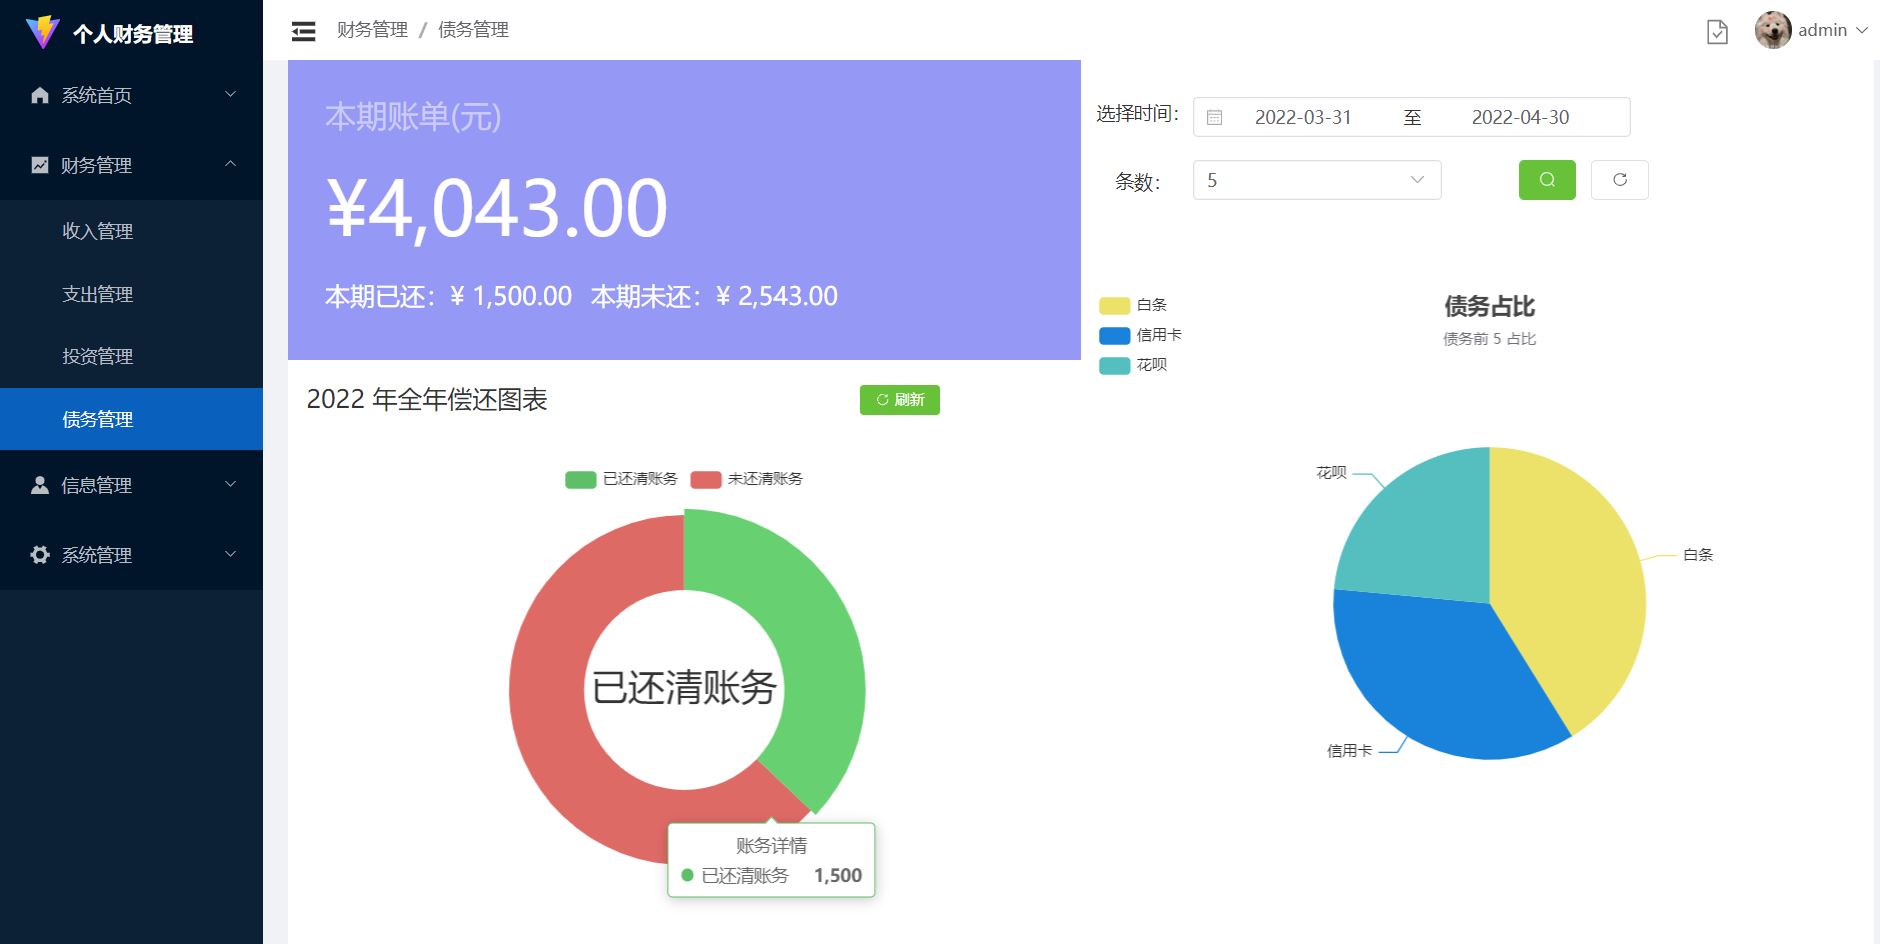 个人财务管理
系统首页
财务管理
收入管理
支出管理
投资管理
债务管理
信息管理
系统管理
财务管理 / 债务管理
admin
本期账单(元)
¥4,043.00
本期已还：¥ 1,500.00 本期未还：¥ 2,543.00
选择时间：
2022-03-31 至 2022-04-30
条数：
5
2022 年全年偿还图表
刷新
已还清账务 未还清账务
已还清账务
账务详情
已还清账务 1,500
白条
信用卡
花呗
债务占比
债务前 5 占比
花呗
白条
信用卡